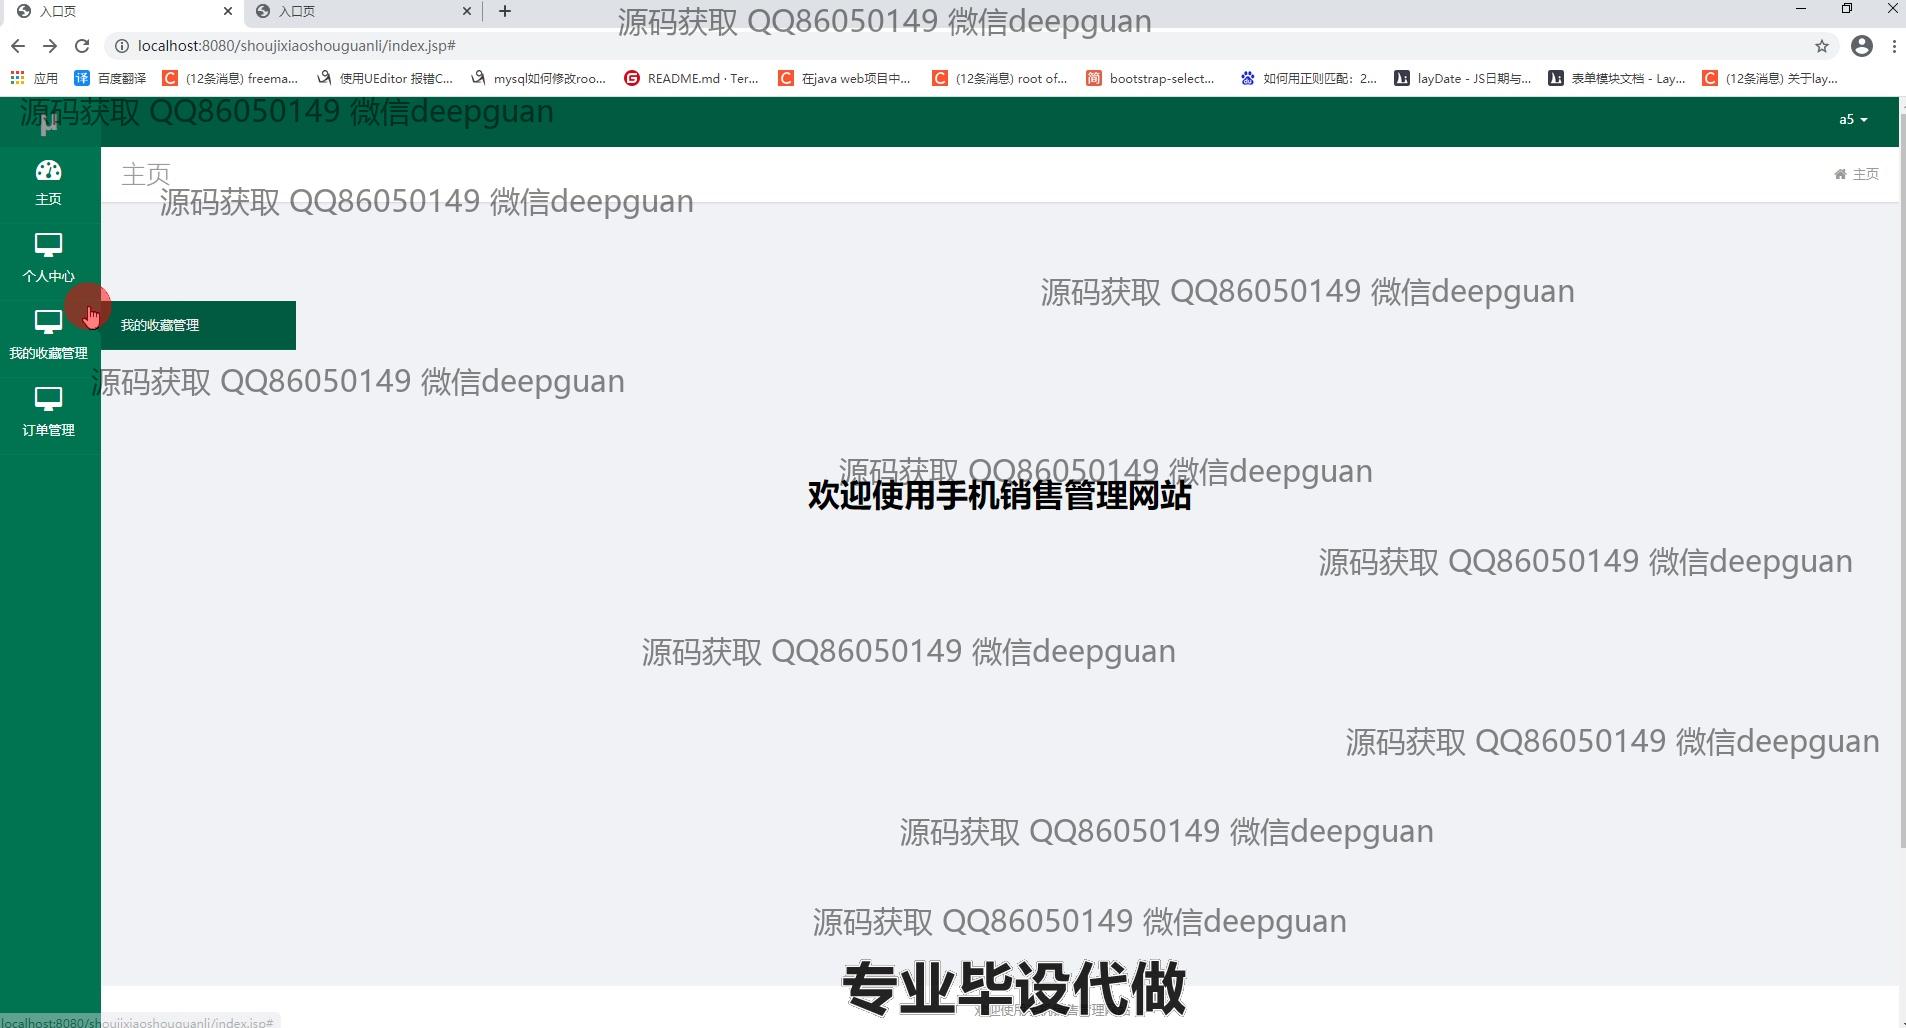 入口页
入口页
源码获取 QQ86050149 微信deepguan
localhost:8080/shoujixiaoshouguanli/index.jsp#
应用
百度翻译
(12条消息) freema...
使用UEditor 报错C...
mysql如何修改roo...
README.md · Ter...
在java web项目中...
(12条消息) root of...
bootstrap-select...
如何用正则匹配：2...
layDate - JS日期与...
表单模块文档 - Lay...
(12条消息) 关于lay...
源码获取 QQ86050149 微信deepguan
μ
a5
主页
主页
主页
源码获取 QQ86050149 微信deepguan
个人中心
源码获取 QQ86050149 微信deepguan
我的收藏管理
我的收藏管理
源码获取 QQ86050149 微信deepguan
订单管理
源码获取 QQ86050149 微信deepguan
欢迎使用手机销售管理网站
源码获取 QQ86050149 微信deepguan
源码获取 QQ86050149 微信deepguan
源码获取 QQ86050149 微信deepguan
源码获取 QQ86050149 微信deepguan
源码获取 QQ86050149 微信deepguan
专业毕设代做
localhost:8080/shoujixiaoshouguanli/index.jsp#